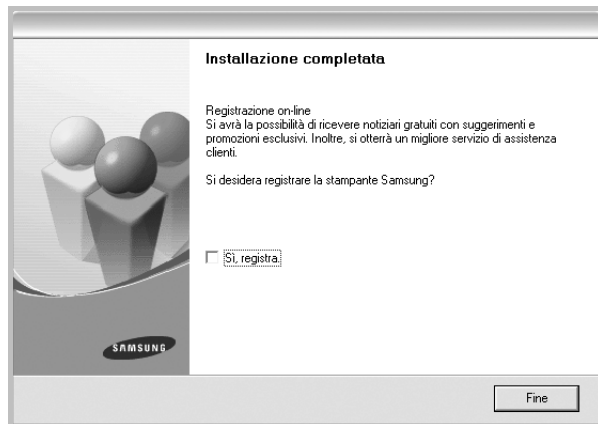 Installazione completata
Registrazione on-line
Si avrà la possibilità di ricevere notiziari gratuiti con suggerimenti e
promozioni esclusivi. Inoltre, si otterrà un migliore servizio di assistenza
clienti.
Si desidera registrare la stampante Samsung?
Sì, registra.
SAMSUNG
Fine